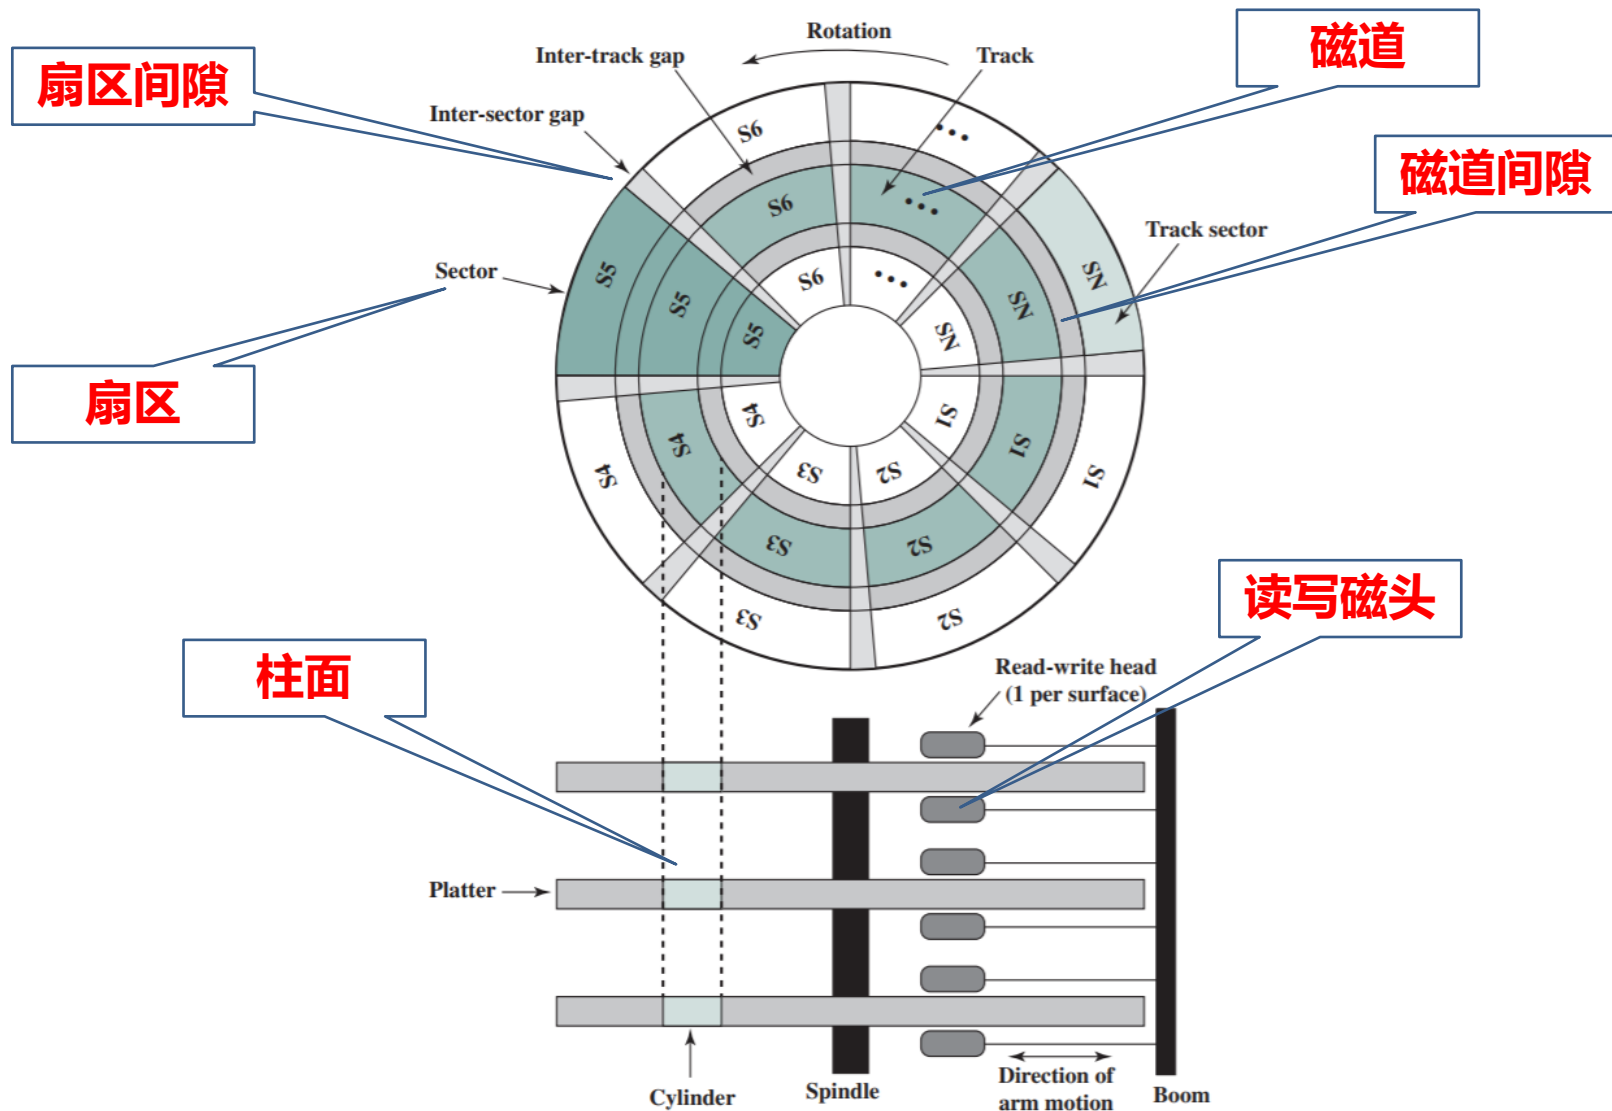 Rotation
磁道
Inter-track gap
Track
扇区间隙
Inter-sector gap
磁道间隙
S6
•••
S6
•••
S6
•••
Track sector
Sector
S5
S5
S5
SN
SN
SN
扇区
S4
S4
S4
S3
S3
S3
S2
S2
S2
S1
S1
S1
读写磁头
柱面
Read-write head
(1 per surface)
Platter
Cylinder
Spindle
Direction of
arm motion
Boom